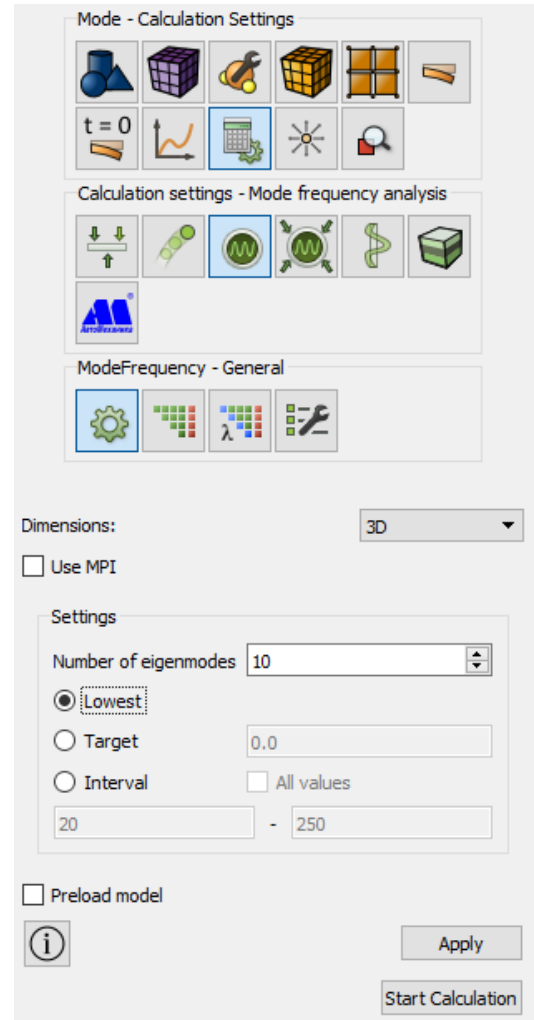 Mode - Calculation Settings
t = 0
Calculation settings - Mode frequency analysis
®
АвтоМеханика
ModeFrequency - General
λ
Dimensions: 3D
Use MPI
Settings
Number of eigenmodes 10
Lowest
Target 0.0
Interval All values
20 - 250
Preload model
i Apply
Start Calculation